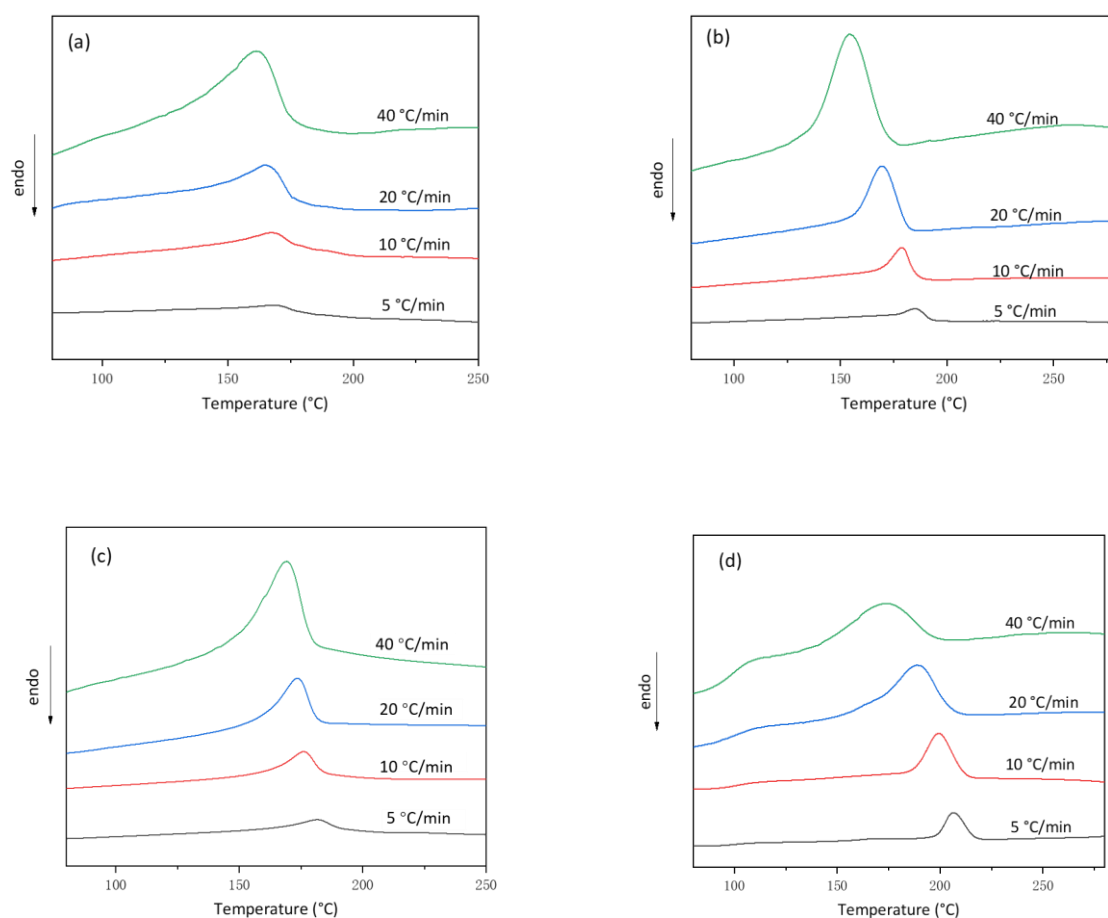 (a)
40 °C/min
20 °C/min
10 °C/min
5 °C/min
endo
100 150 200 250
Temperature (°C)
(b)
40 °C/min
20 °C/min
10 °C/min
5 °C/min
endo
100 150 200 250
Temperature (°C)
(c)
40 °C/min
20 °C/min
10 °C/min
5 °C/min
endo
100 150 200 250
Temperature (°C)
(d)
40 °C/min
20 °C/min
10 °C/min
5 °C/min
endo
100 150 200 250
Temperature (°C)